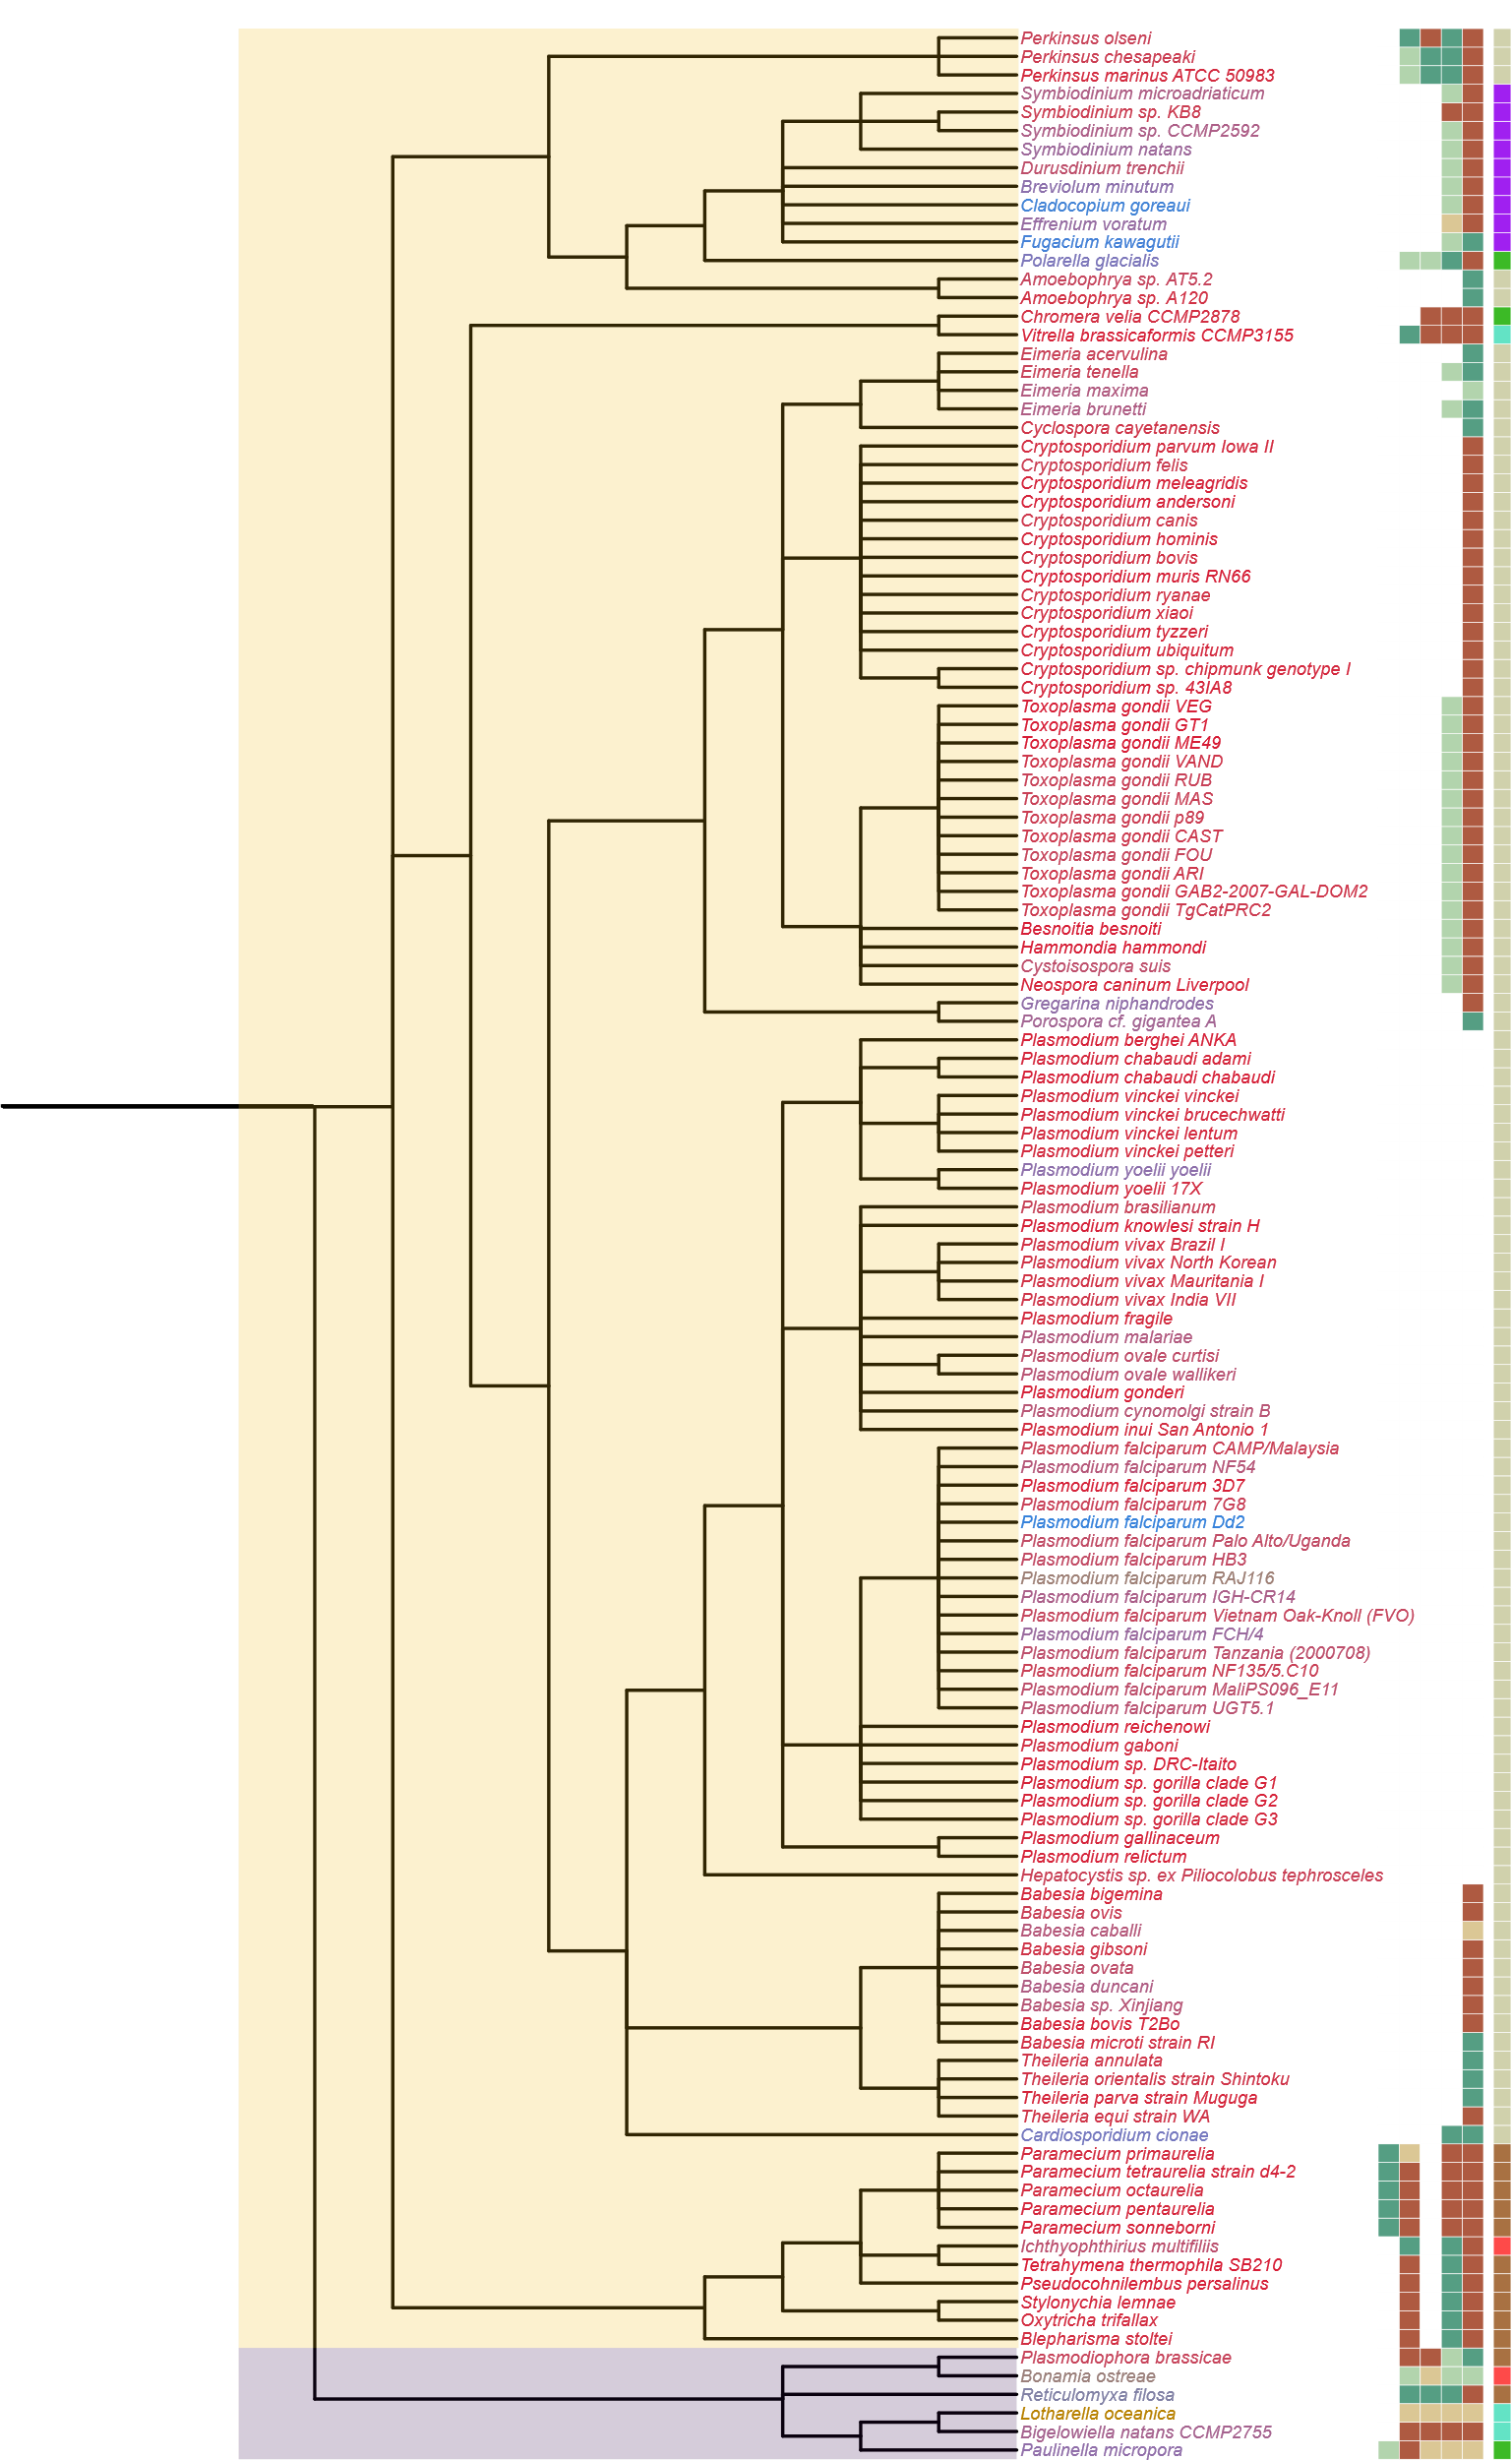 Perkinsus olseni
Perkinsus chesapeaki
Perkinsus marinus ATCC 50983
Symbiodinium microadriaticum
Symbiodinium sp. KB8
Symbiodinium sp. CCMP2592
Symbiodinium natans
Durusdinium trenchii
Breviolum minutum
Cladocopium goreaui
Effrenium voratum
Fugacium kawagutii
Polarella glacialis
Amoebophrya sp. AT5.2
Amoebophrya sp. A120
Chromera velia CCMP2878
Vitrella brassicaformis CCMP3155
Eimeria acervulina
Eimeria tenella
Eimeria maxima
Eimeria brunetti
Cyclospora cayetanensis
Cryptosporidium parvum Iowa II
Cryptosporidium felis
Cryptosporidium meleagridis
Cryptosporidium andersoni
Cryptosporidium canis
Cryptosporidium hominis
Cryptosporidium bovis
Cryptosporidium muris RN66
Cryptosporidium ryanae
Cryptosporidium xiaoi
Cryptosporidium tyzzeri
Cryptosporidium ubiquitum
Cryptosporidium sp. chipmunk genotype I
Cryptosporidium sp. 43IA8
Toxoplasma gondii VEG
Toxoplasma gondii GT1
Toxoplasma gondii ME49
Toxoplasma gondii VAND
Toxoplasma gondii RUB
Toxoplasma gondii MAS
Toxoplasma gondii p89
Toxoplasma gondii CAST
Toxoplasma gondii FOU
Toxoplasma gondii ARI
Toxoplasma gondii GAB2-2007-GAL-DOM2
Toxoplasma gondii TgCatPRC2
Besnoitia besnoiti
Hammondia hammondi
Cystoisospora suis
Neospora caninum Liverpool
Gregarina niphandrodes
Porospora cf. gigantea A
Plasmodium berghei ANKA
Plasmodium chabaudi adami
Plasmodium chabaudi chabaudi
Plasmodium vinckei vinckei
Plasmodium vinckei brucechwatti
Plasmodium vinckei lentum
Plasmodium vinckei petteri
Plasmodium yoelii yoelii
Plasmodium yoelii 17X
Plasmodium brasilianum
Plasmodium knowlesi strain H
Plasmodium vivax Brazil I
Plasmodium vivax North Korean
Plasmodium vivax Mauritania I
Plasmodium vivax India VII
Plasmodium fragile
Plasmodium malariae
Plasmodium ovale curtisi
Plasmodium ovale wallikeri
Plasmodium gonderi
Plasmodium cynomolgi strain B
Plasmodium inui San Antonio 1
Plasmodium falciparum CAMP/Malaysia
Plasmodium falciparum NF54
Plasmodium falciparum 3D7
Plasmodium falciparum 7G8
Plasmodium falciparum Dd2
Plasmodium falciparum Palo Alto/Uganda
Plasmodium falciparum HB3
Plasmodium falciparum RAJ116
Plasmodium falciparum IGH-CR14
Plasmodium falciparum Vietnam Oak-Knoll (FVO)
Plasmodium falciparum FCH/4
Plasmodium falciparum Tanzania (2000708)
Plasmodium falciparum NF135/5.C10
Plasmodium falciparum MaliPS096_E11
Plasmodium falciparum UGT5.1
Plasmodium reichenowi
Plasmodium gaboni
Plasmodium sp. DRC-Itaito
Plasmodium sp. gorilla clade G1
Plasmodium sp. gorilla clade G2
Plasmodium sp. gorilla clade G3
Plasmodium gallinaceum
Plasmodium relictum
Hepatocystis sp. ex Piliocolobus tephrosceles
Babesia bigemina
Babesia ovis
Babesia caballi
Babesia gibsoni
Babesia ovata
Babesia duncani
Babesia sp. Xinjiang
Babesia bovis T2Bo
Babesia microti strain RI
Theileria annulata
Theileria orientalis strain Shintoku
Theileria parva strain Muguga
Theileria equi strain WA
Cardiosporidium cionae
Paramecium primaurelia
Paramecium tetraurelia strain d4-2
Paramecium octaurelia
Paramecium pentaurelia
Paramecium sonneborni
Ichthyophthirius multifiliis
Tetrahymena thermophila SB210
Pseudocohnilembus persalinus
Stylonychia lemnae
Oxytricha trifallax
Blepharisma stoltei
Plasmodiophora brassicae
Bonamia ostreae
Reticulomyxa filosa
Lotharella oceanica
Bigelowiella natans CCMP2755
Paulinella micropora